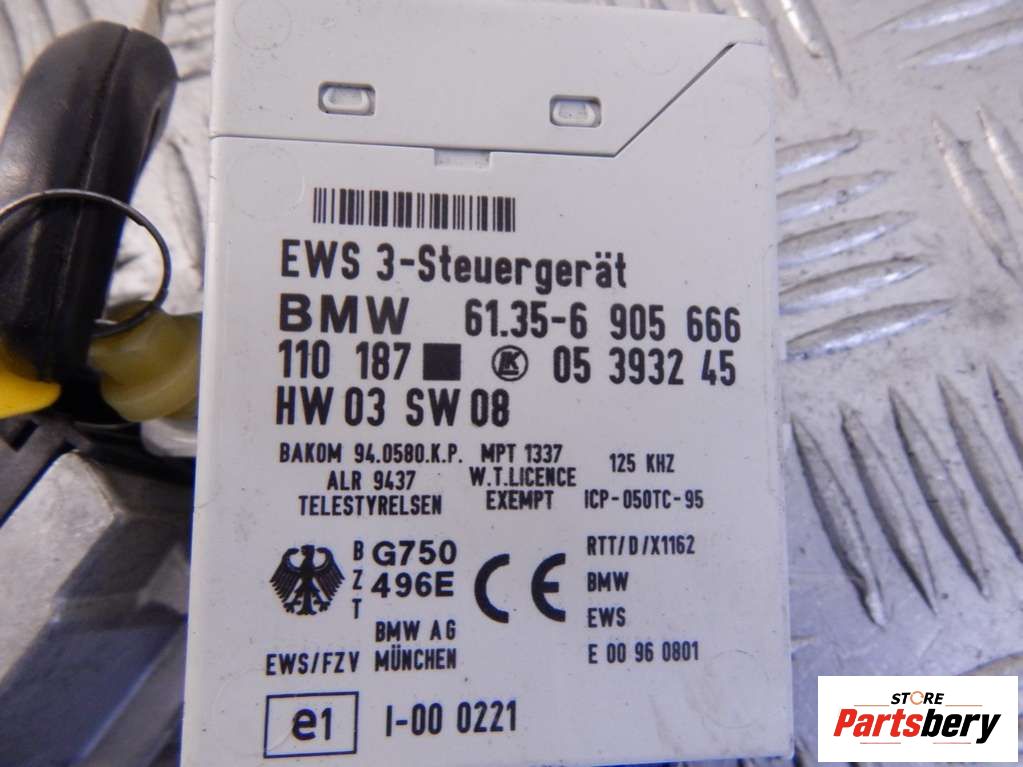 EWS 3-Steuergerät
BMW 61.35-6 905 666
110 187 LK 05 3932 45
HW 03 SW 08
BAKOM 94.0580.K.P. MPT 1337
ALR 9437 W.T.LICENCE 125 KHZ
TELESTYRELSEN EXEMPT ICP-050TC-95
BZT G750 496E CE RTT/D/X1162
BMW
EWS
BMW AG
EWS/FZV MÜNCHEN E 00 96 0801
e1 I-00 0221
STORE
Partsbery